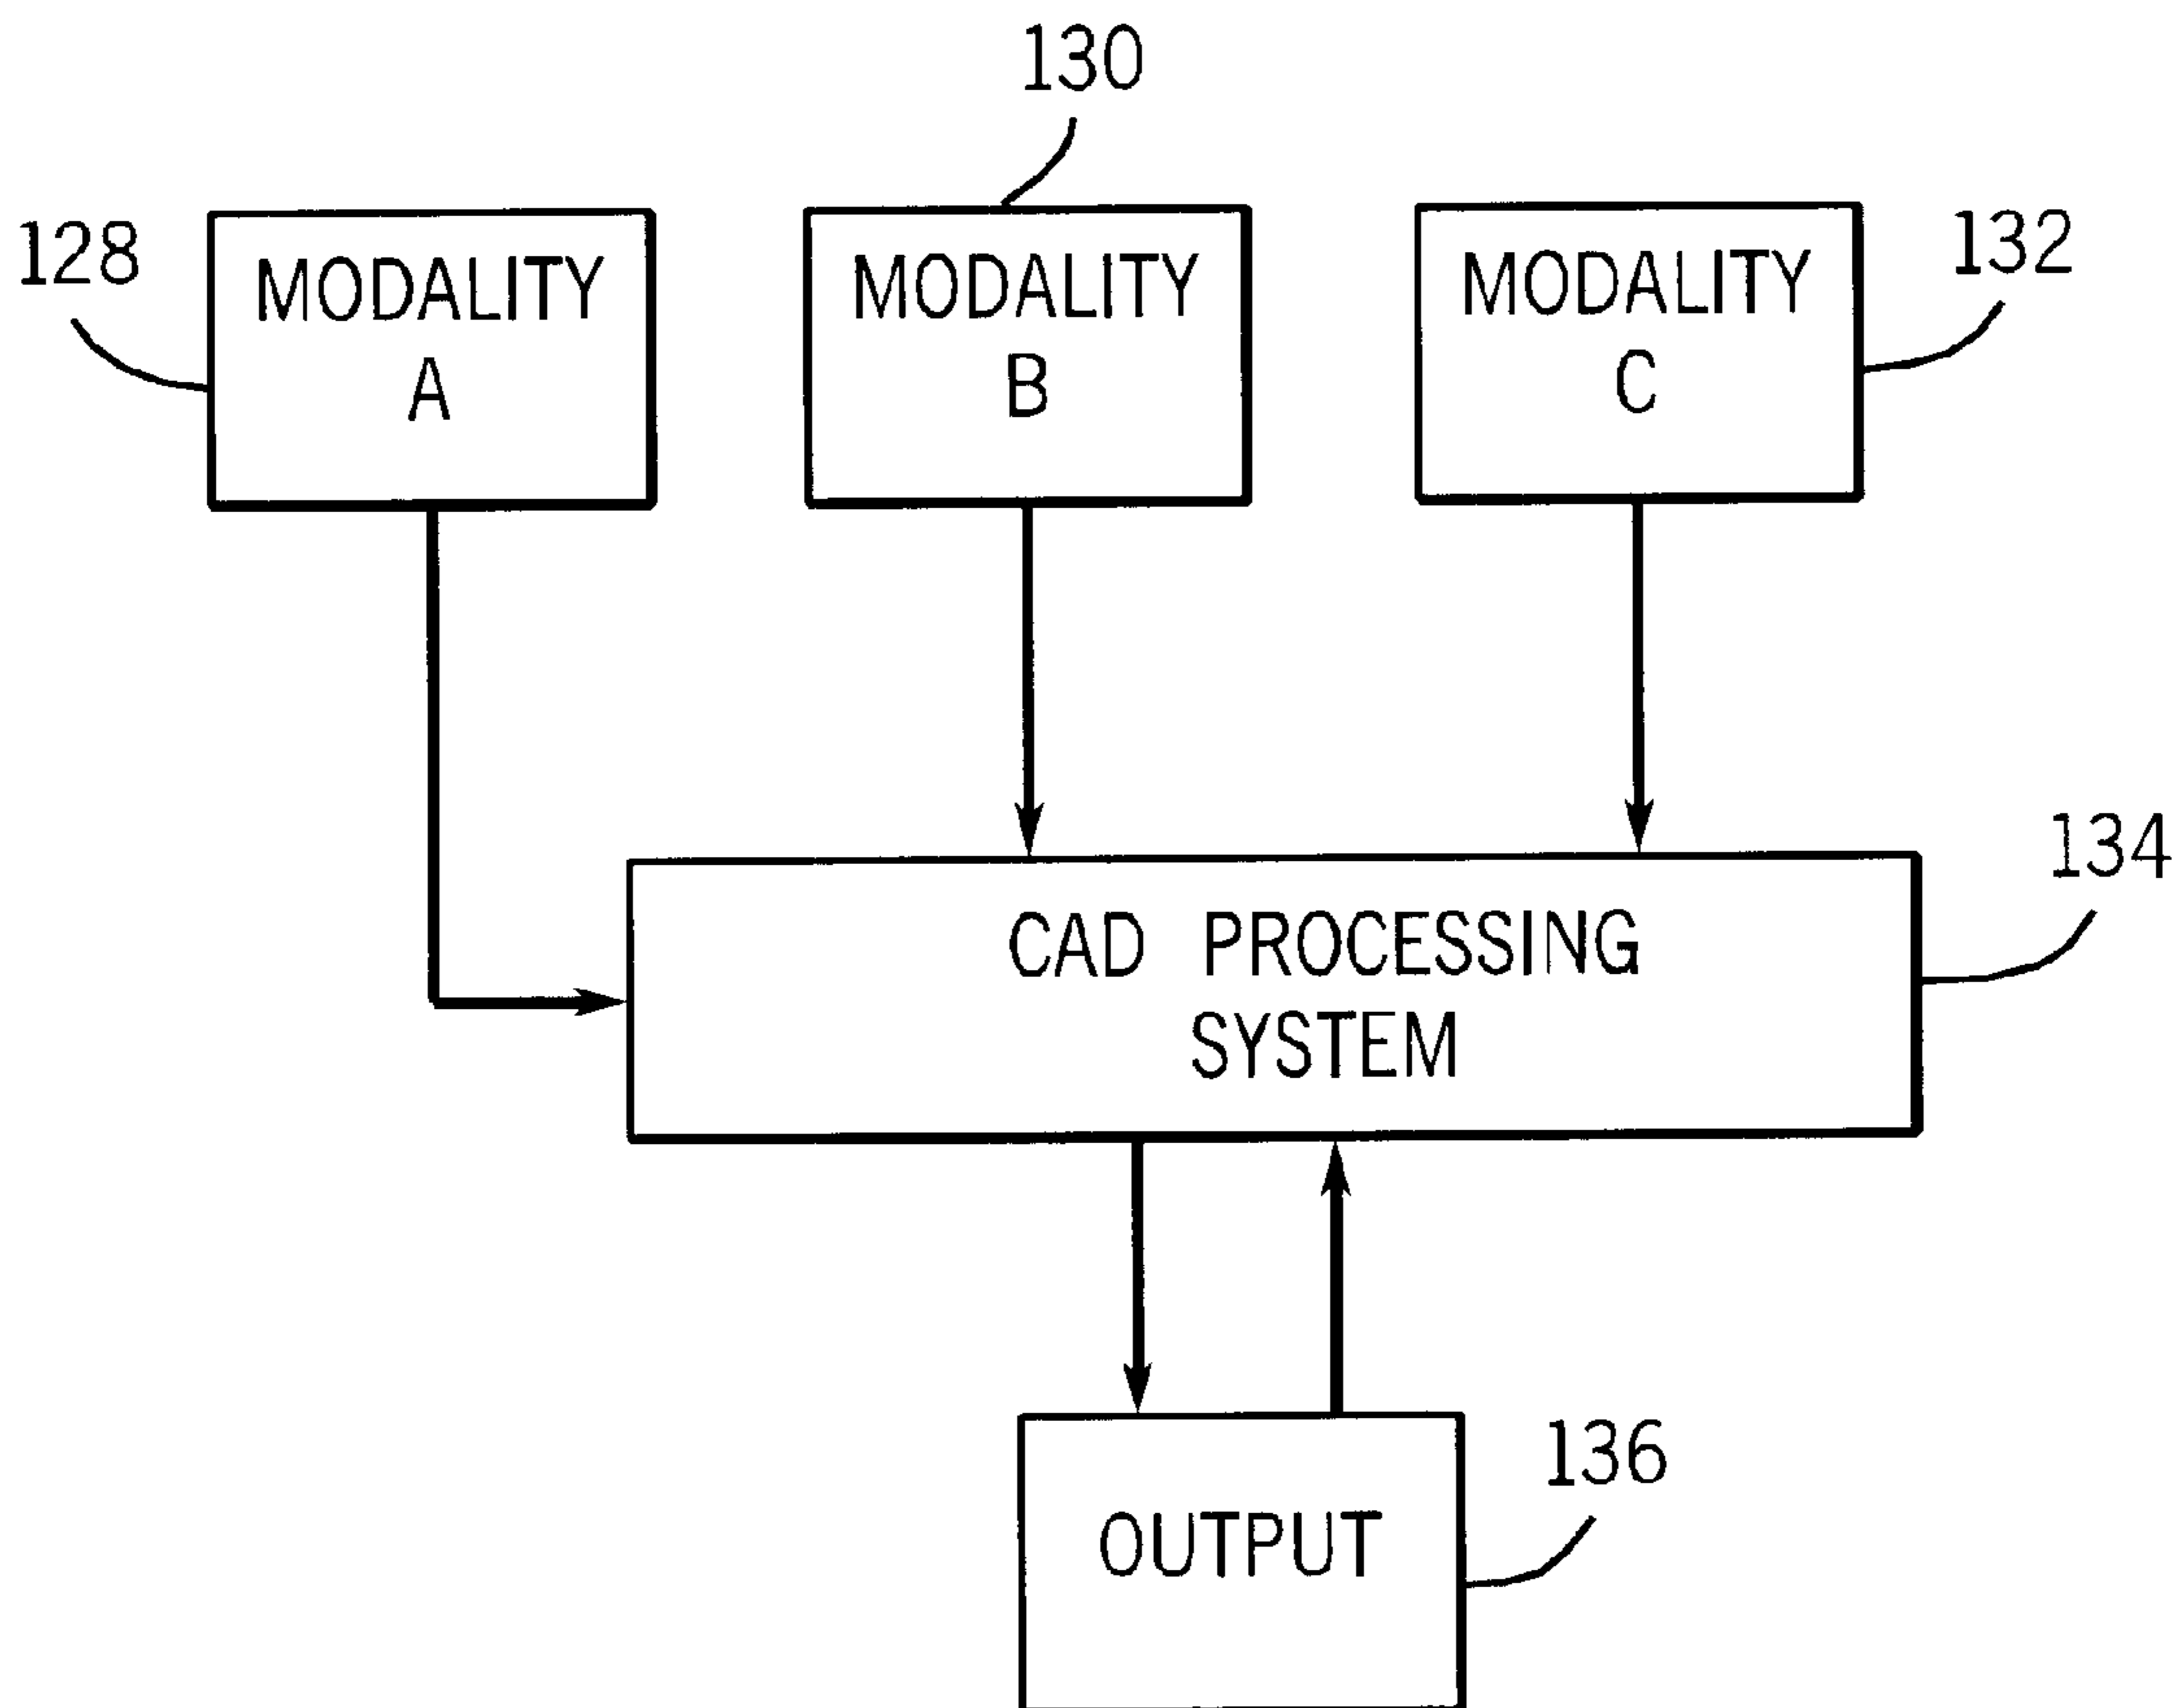 130
128
MODALITY
A
MODALITY
B
MODALITY
C
132
134
CAD PROCESSING
SYSTEM
136
OUTPUT